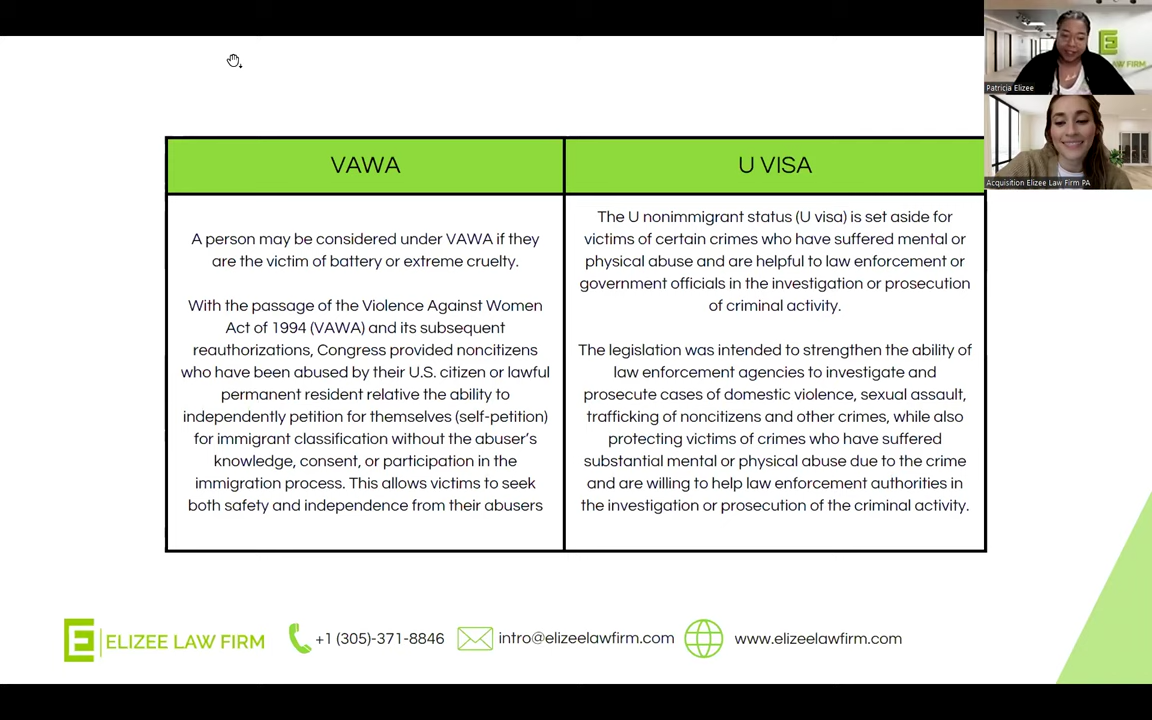 VAWA
A person may be considered under VAWA if they
are the victim of battery or extreme cruelty.
With the passage of the Violence Against Women
Act of 1994 (VAWA) and its subsequent
reauthorizations, Congress provided noncitizens
who have been abused by their U.S. citizen or lawful
permanent resident relative the ability to
independently petition for themselves (self-petition)
for immigrant classification without the abuser's
knowledge, consent, or participation in the
immigration process. This allows victims to seek
both safety and independence from their abusers
U VISA
The U nonimmigrant status (U visa) is set aside for
victims of certain crimes who have suffered mental or
physical abuse and are helpful to law enforcement or
government officials in the investigation or prosecution
of criminal activity.
The legislation was intended to strengthen the ability of
law enforcement agencies to investigate and
prosecute cases of domestic violence, sexual assault,
trafficking of noncitizens and other crimes, while also
protecting victims of crimes who have suffered
substantial mental or physical abuse due to the crime
and are willing to help law enforcement authorities in
the investigation or prosecution of the criminal activity.
E
LAW FIRM
Patricia Elizee
Acquisition Elizee Law Firm PA
E ELIZEE LAW FIRM
+1 (305)-371-8846
intro@elizeelawfirm.com
www.elizeelawfirm.com